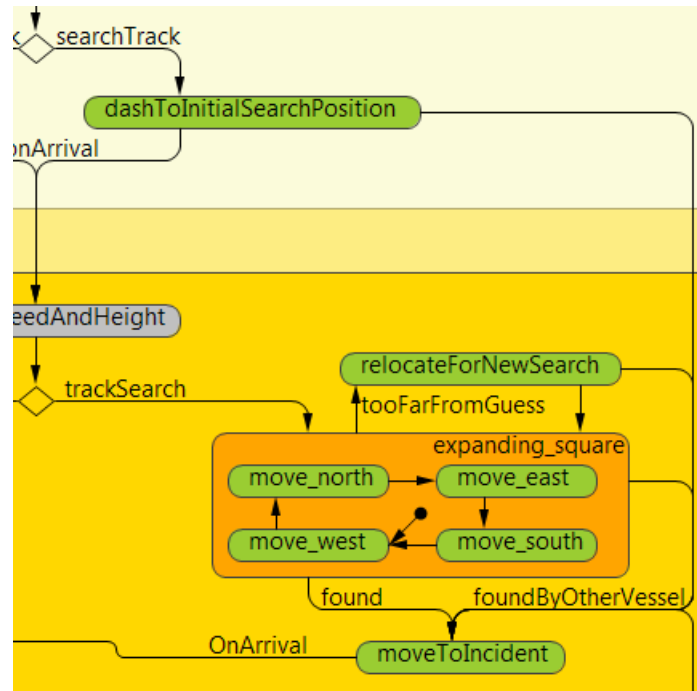 searchTrack
dashToInitialSearchPosition
onArrival
eedAndHeight
relocateForNewSearch
trackSearch
tooFarFromGuess
expanding_square
move_north
move_east
move_west
move_south
found
foundByOtherVessel
OnArrival
moveToIncident